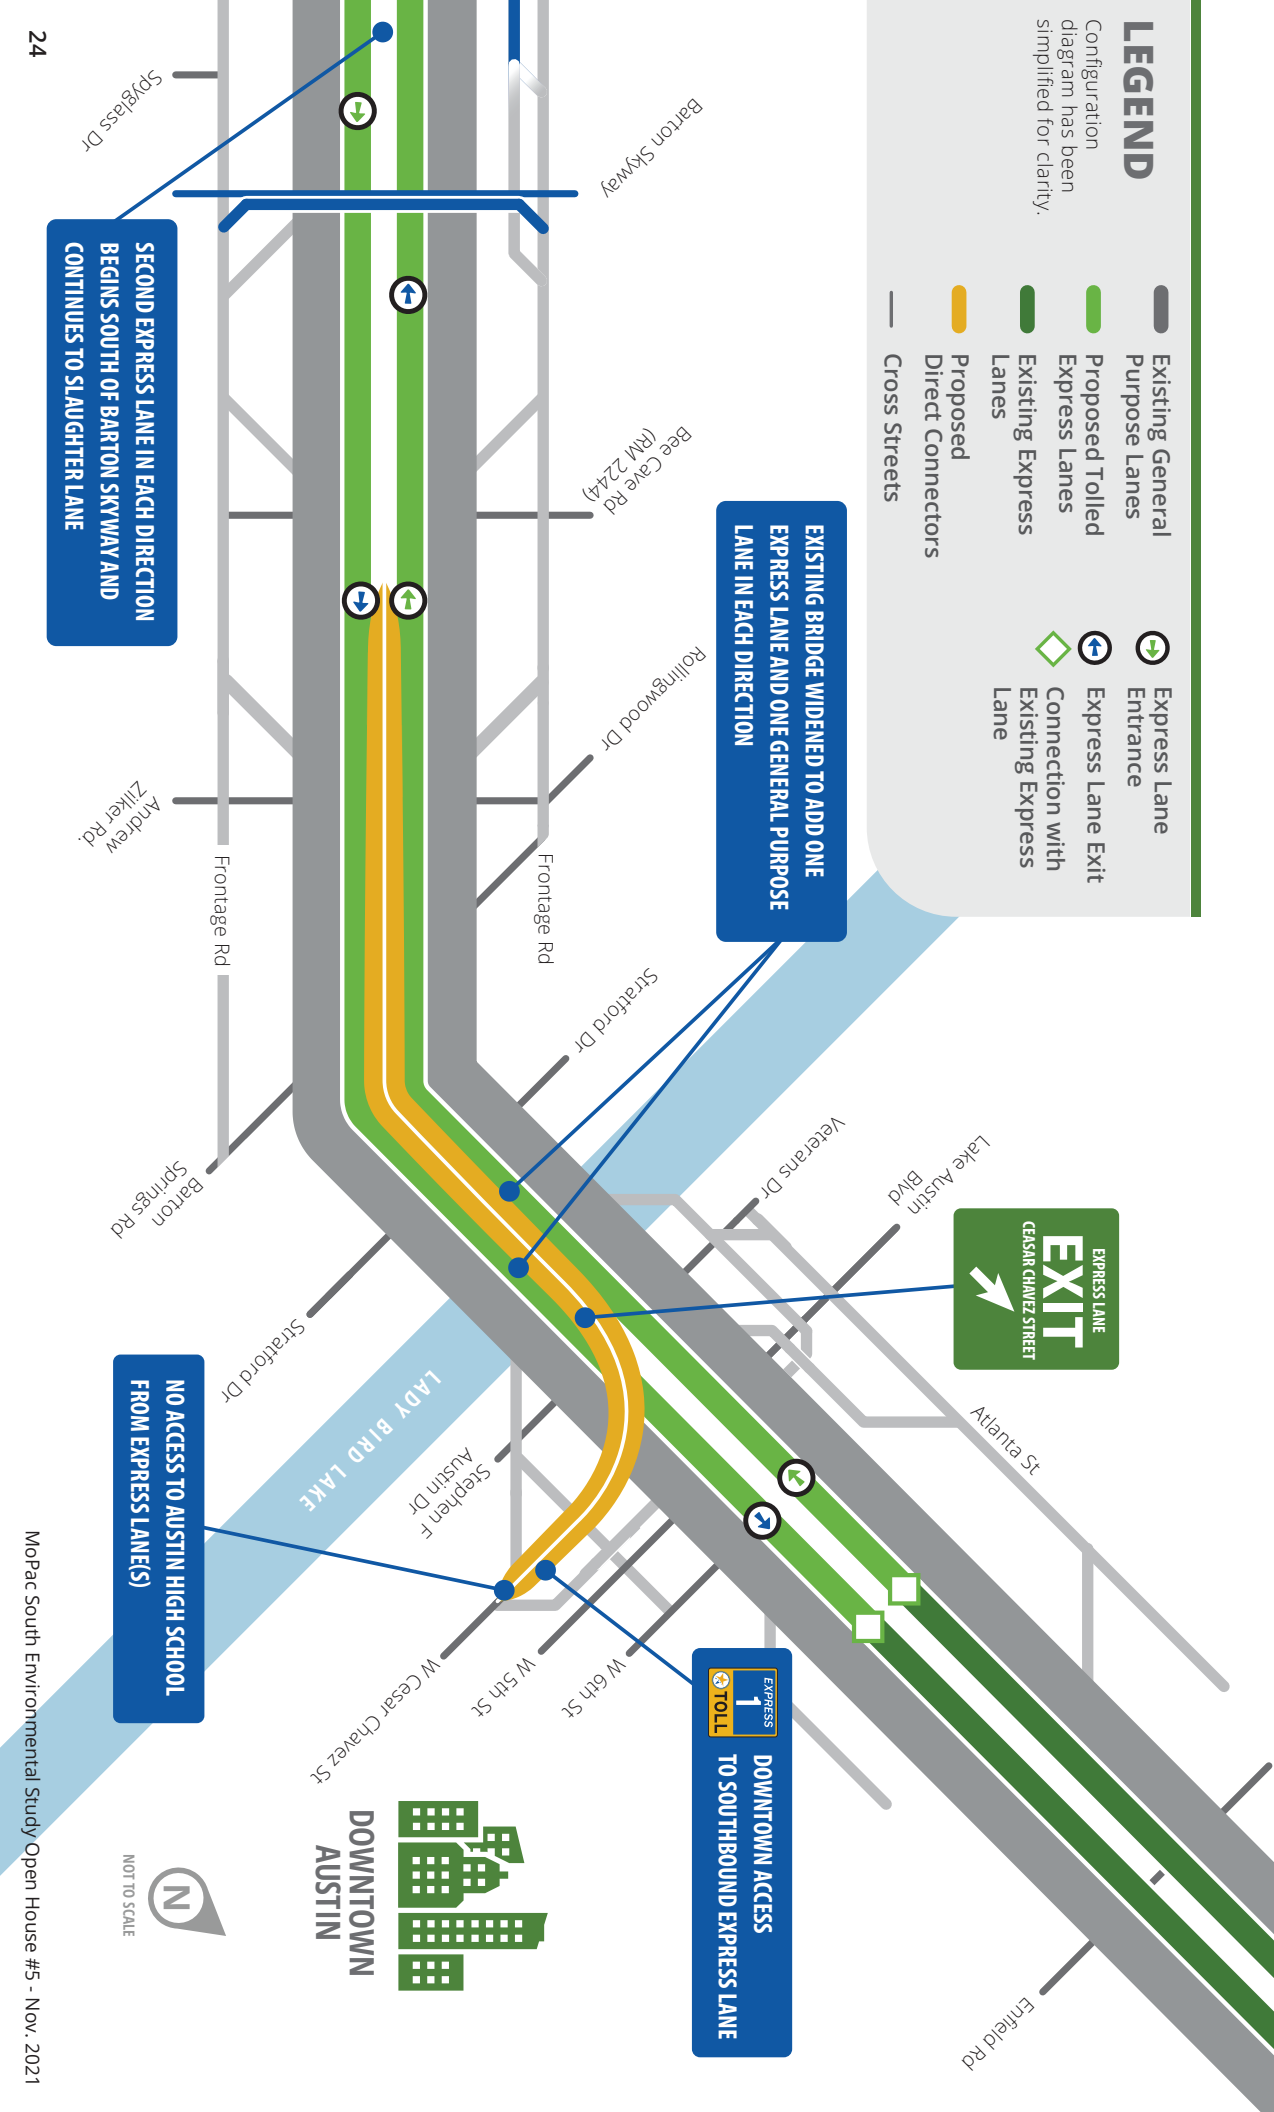 LEGEND
Configuration
diagram has been
simplified for clarity.
Existing General
Purpose Lanes
Proposed Tolled
Express Lanes
Existing Express
Lanes
Proposed
Direct Connectors
Cross Streets
Express Lane
Entrance
Express Lane Exit
Connection with
Existing Express
Lane
Barton Skyway
Bee Cave Rd
(RM 2244)
Rollingwood Dr
EXISTING BRIDGE WIDENED TO ADD ONE
EXPRESS LANE AND ONE GENERAL PURPOSE
LANE IN EACH DIRECTION
Stratford Dr
Veterans Dr
Lake Austin
Blvd
EXPRESS LANE
EXIT
CEASAR CHAVEZ STREET
Atlanta St
Frontage Rd
Frontage Rd
Spyglass Dr
SECOND EXPRESS LANE IN EACH DIRECTION
BEGINS SOUTH OF BARTON SKYWAY AND
CONTINUES TO SLAUGHTER LANE
Andrew
Zilker Rd.
Barton
Springs Rd
Stratford Dr
LADY BIRD LAKE
Stephen F
Austin Dr
W Cesar Chavez St
W 5th St
W 6th St
Enfield Rd
NO ACCESS TO AUSTIN HIGH SCHOOL
FROM EXPRESS LANE(S)
EXPRESS
1
TOLL
DOWNTOWN ACCESS
TO SOUTHBOUND EXPRESS LANE
DOWNTOWN
AUSTIN
N
NOT TO SCALE
24
MoPac South Environmental Study Open House #5 - Nov. 2021